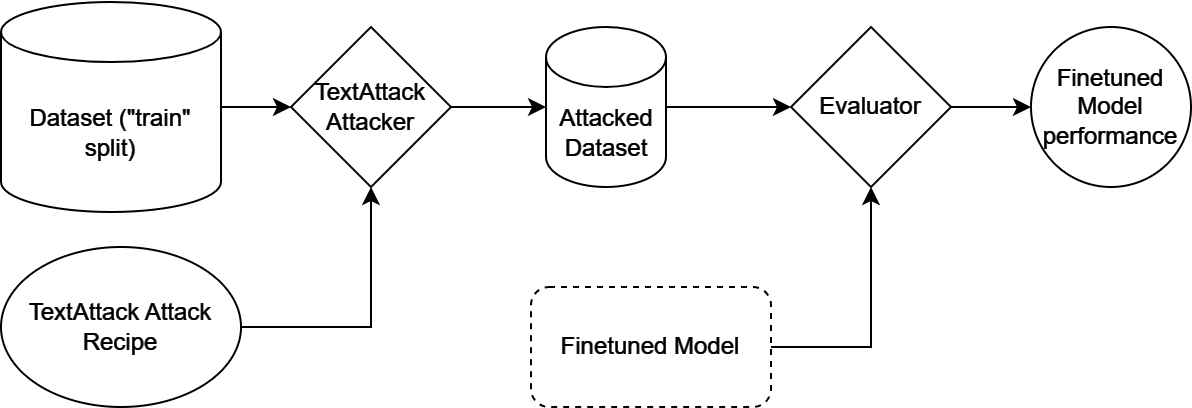 Dataset ("train"
split)
TextAttack
Attacker
Attacked
Dataset
Evaluator
Finetuned
Model
performance
TextAttack Attack
Recipe
Finetuned Model